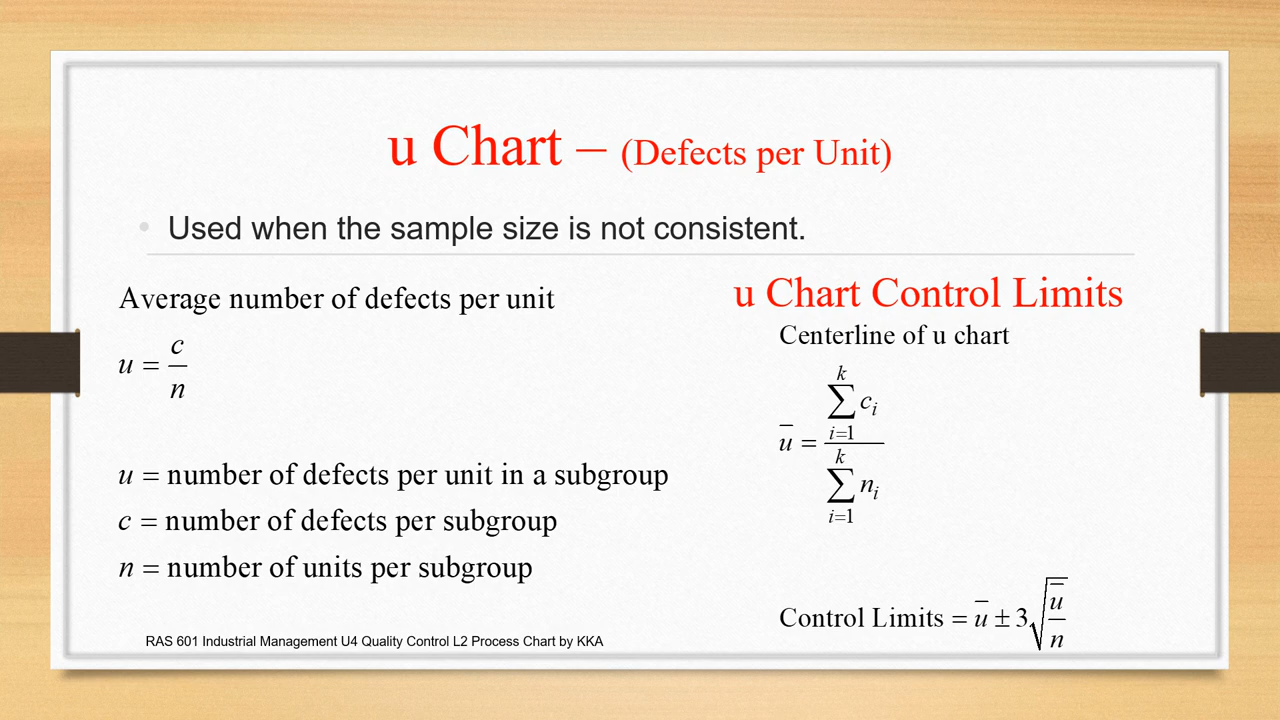 u Chart – (Defects per Unit)
• Used when the sample size is not consistent.
Average number of defects per unit
u = c/n
u = number of defects per unit in a subgroup
c = number of defects per subgroup
n = number of units per subgroup
RAS 601 Industrial Management U4 Quality Control L2 Process Chart by KKA
u Chart Control Limits
Centerline of u chart
u̅ = ∑_{i=1}^{k} c_i / ∑_{i=1}^{k} n_i
Control Limits = u̅ ± 3√(u̅/n)